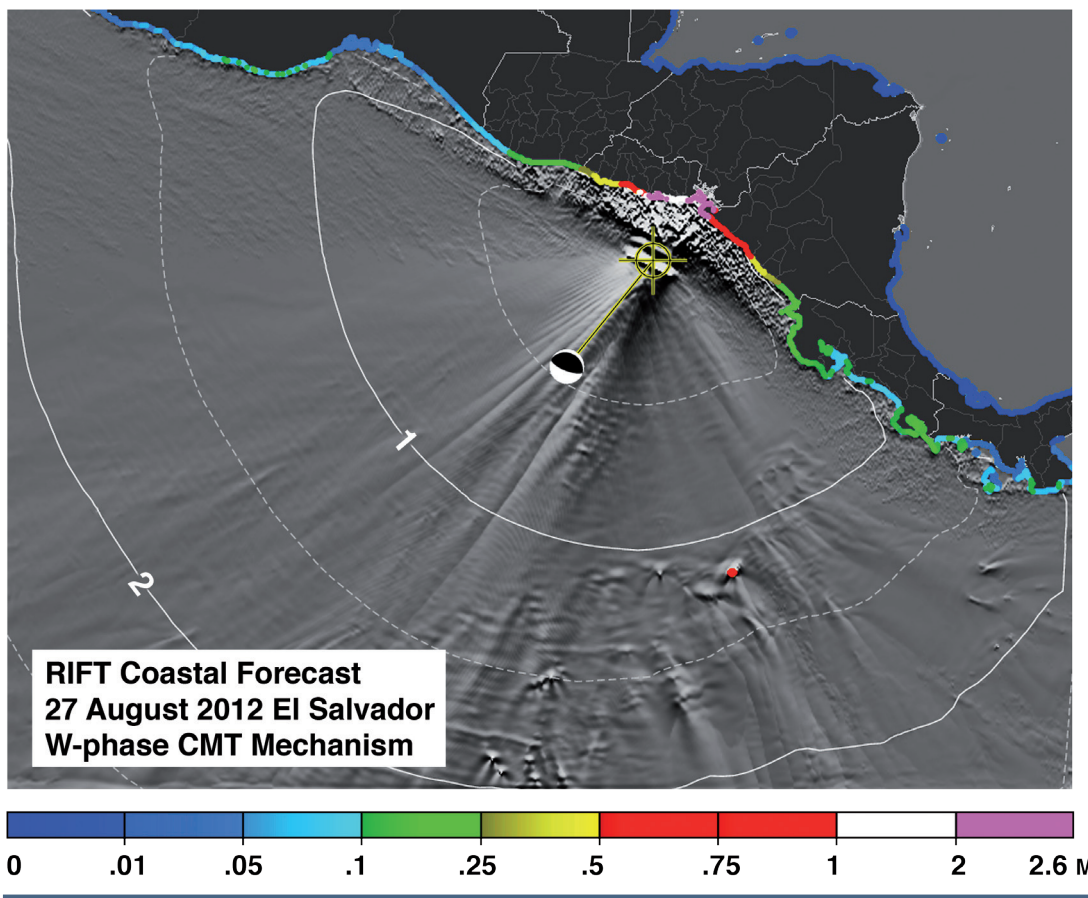 1
2
RIFT Coastal Forecast
27 August 2012 El Salvador
W-phase CMT Mechanism
0 .01 .05 .1 .25 .5 .75 1 2 2.6 M